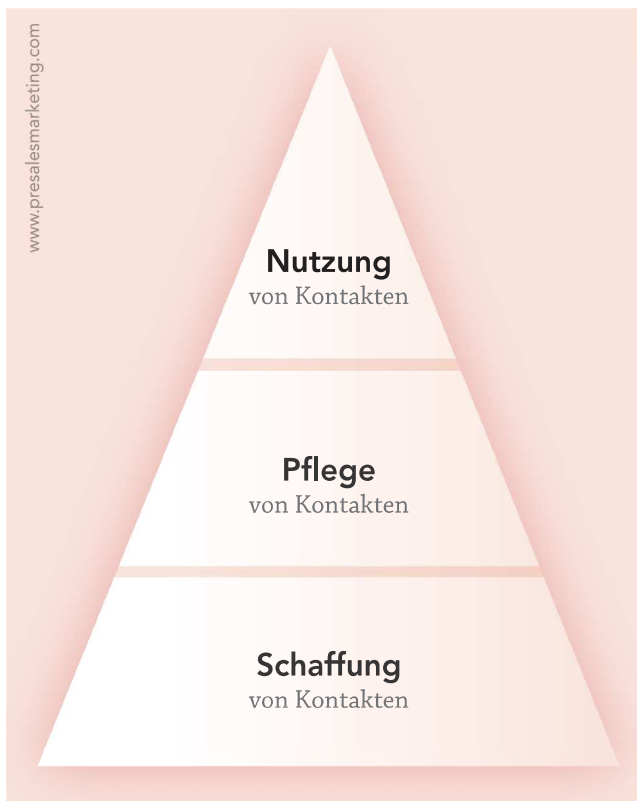 www.presalesmarketing.com
Nutzung
von Kontakten
Pflege
von Kontakten
Schaffung
von Kontakten